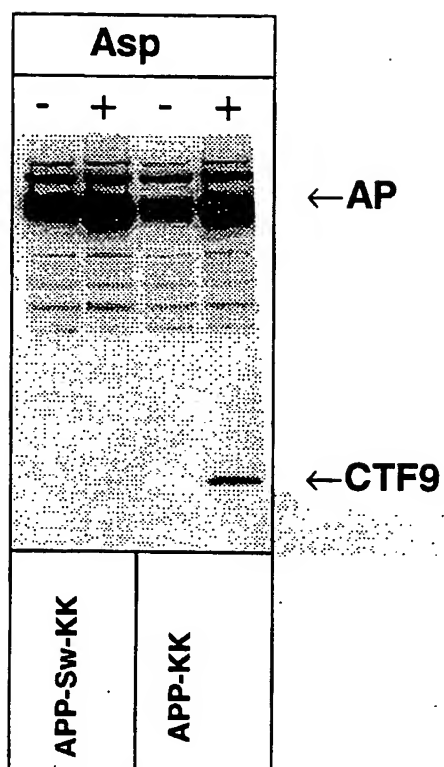 Asp
- + - +
←AP
←CTF9
APP-Sw-KK
APP-KK